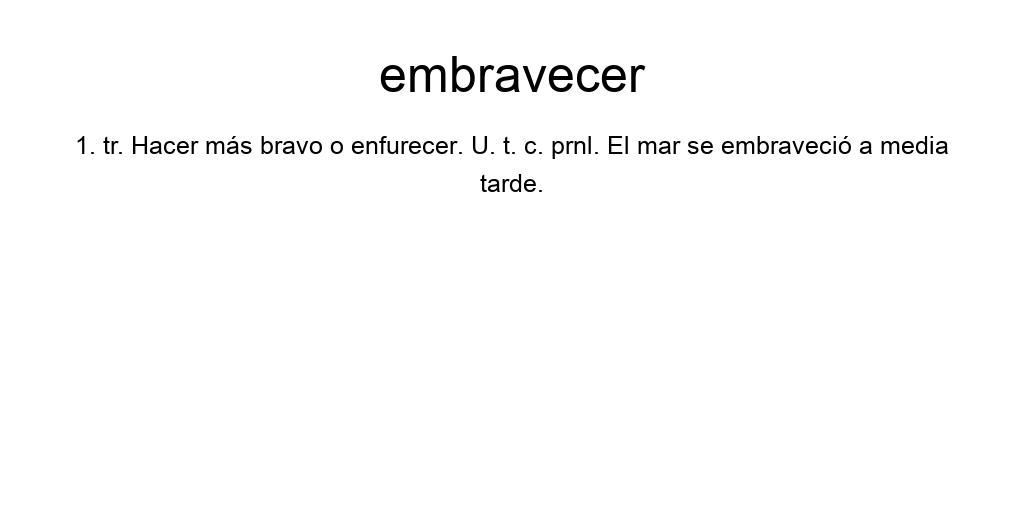 embravecer
1. tr. Hacer más bravo o enfurecer. U. t. c. prnl. El mar se embraveció a media
tarde.